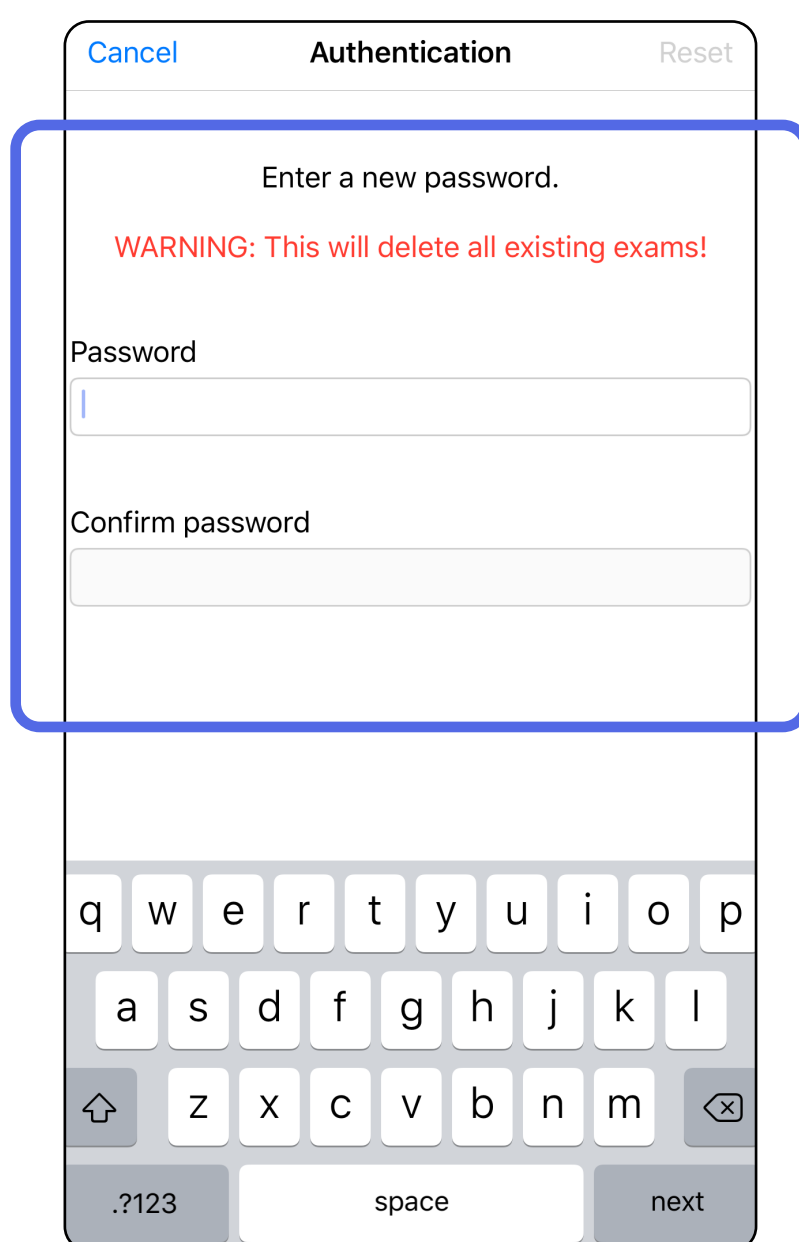 Cancel Authentication Reset
Enter a new password.
WARNING: This will delete all existing exams!
Password
Confirm password
q w e r t y u i o p
a s d f g h j k l
z x c v b n m
.?123 space next